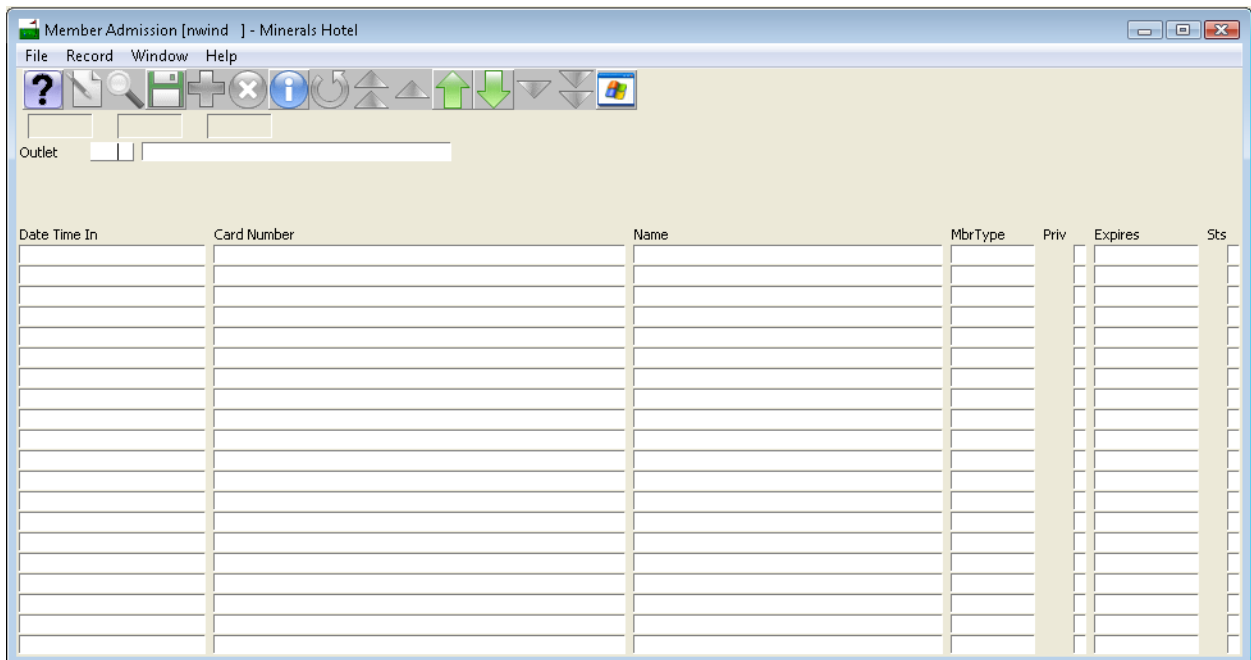 Member Admission [nwind   ] - Minerals Hotel
File Record Window Help
?
i
Outlet
Date Time In Card Number Name MbrType Priv Expires Sts